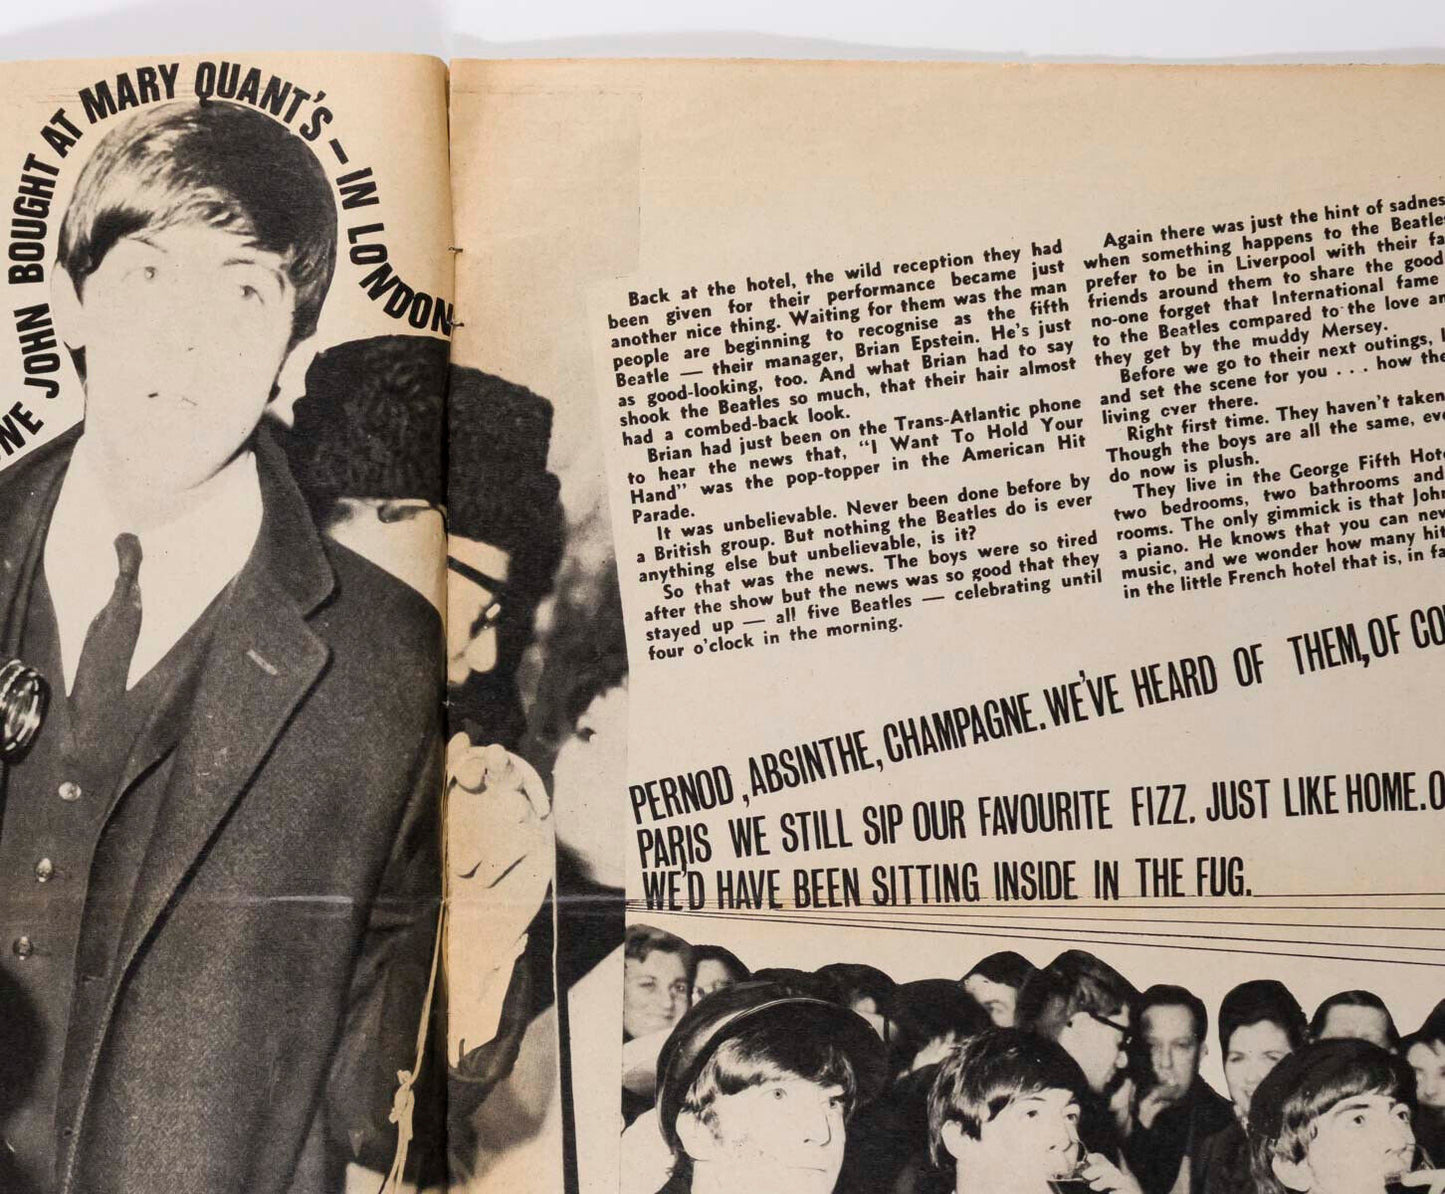 JOHN BOUGHT AT MARY QUANT'S – IN LONDON
Back at the hotel, the wild reception they had
been given for their performance became just
another nice thing. Waiting for them was the man
people are beginning to recognise as the fifth
Beatle — their manager, Brian Epstein. He's just
as good-looking, too. And what Brian had to say
shook the Beatles so much, that their hair almost
had a combed-back look.
Brian had just been on the Trans-Atlantic phone
to hear the news that, "I Want To Hold Your
Hand" was the pop-topper in the American Hit
Parade.
It was unbelievable. Never been done before by
a British group. But nothing the Beatles do is ever
anything else but unbelievable, is it?
So that was the news. The boys were so tired
after the show but the news was so good that they
stayed up — all five Beatles — celebrating until
four o'clock in the morning.
Again there was just the hint of sadnes
when something happens to the Beatle
prefer to be in Liverpool with their fa
friends around them to share the good
no-one forget that International fame
to the Beatles compared to the love an
they get by the muddy Mersey.
Before we go to their next outings, l
and set the scene for you . . . how the
living over there.
Right first time. They haven't taken
Though the boys are all the same, eve
do now is plush.
They live in the George Fifth Hote
two bedrooms, two bathrooms and
rooms. The only gimmick is that John
a piano. He knows that you can nev
music, and we wonder how many hit
in the little French hotel that is, in fa
PERNOD, ABSINTHE, CHAMPAGNE. WE'VE HEARD OF THEM, OF CO
PARIS WE STILL SIP OUR FAVOURITE FIZZ. JUST LIKE HOME. O
WE'D HAVE BEEN SITTING INSIDE IN THE FUG.